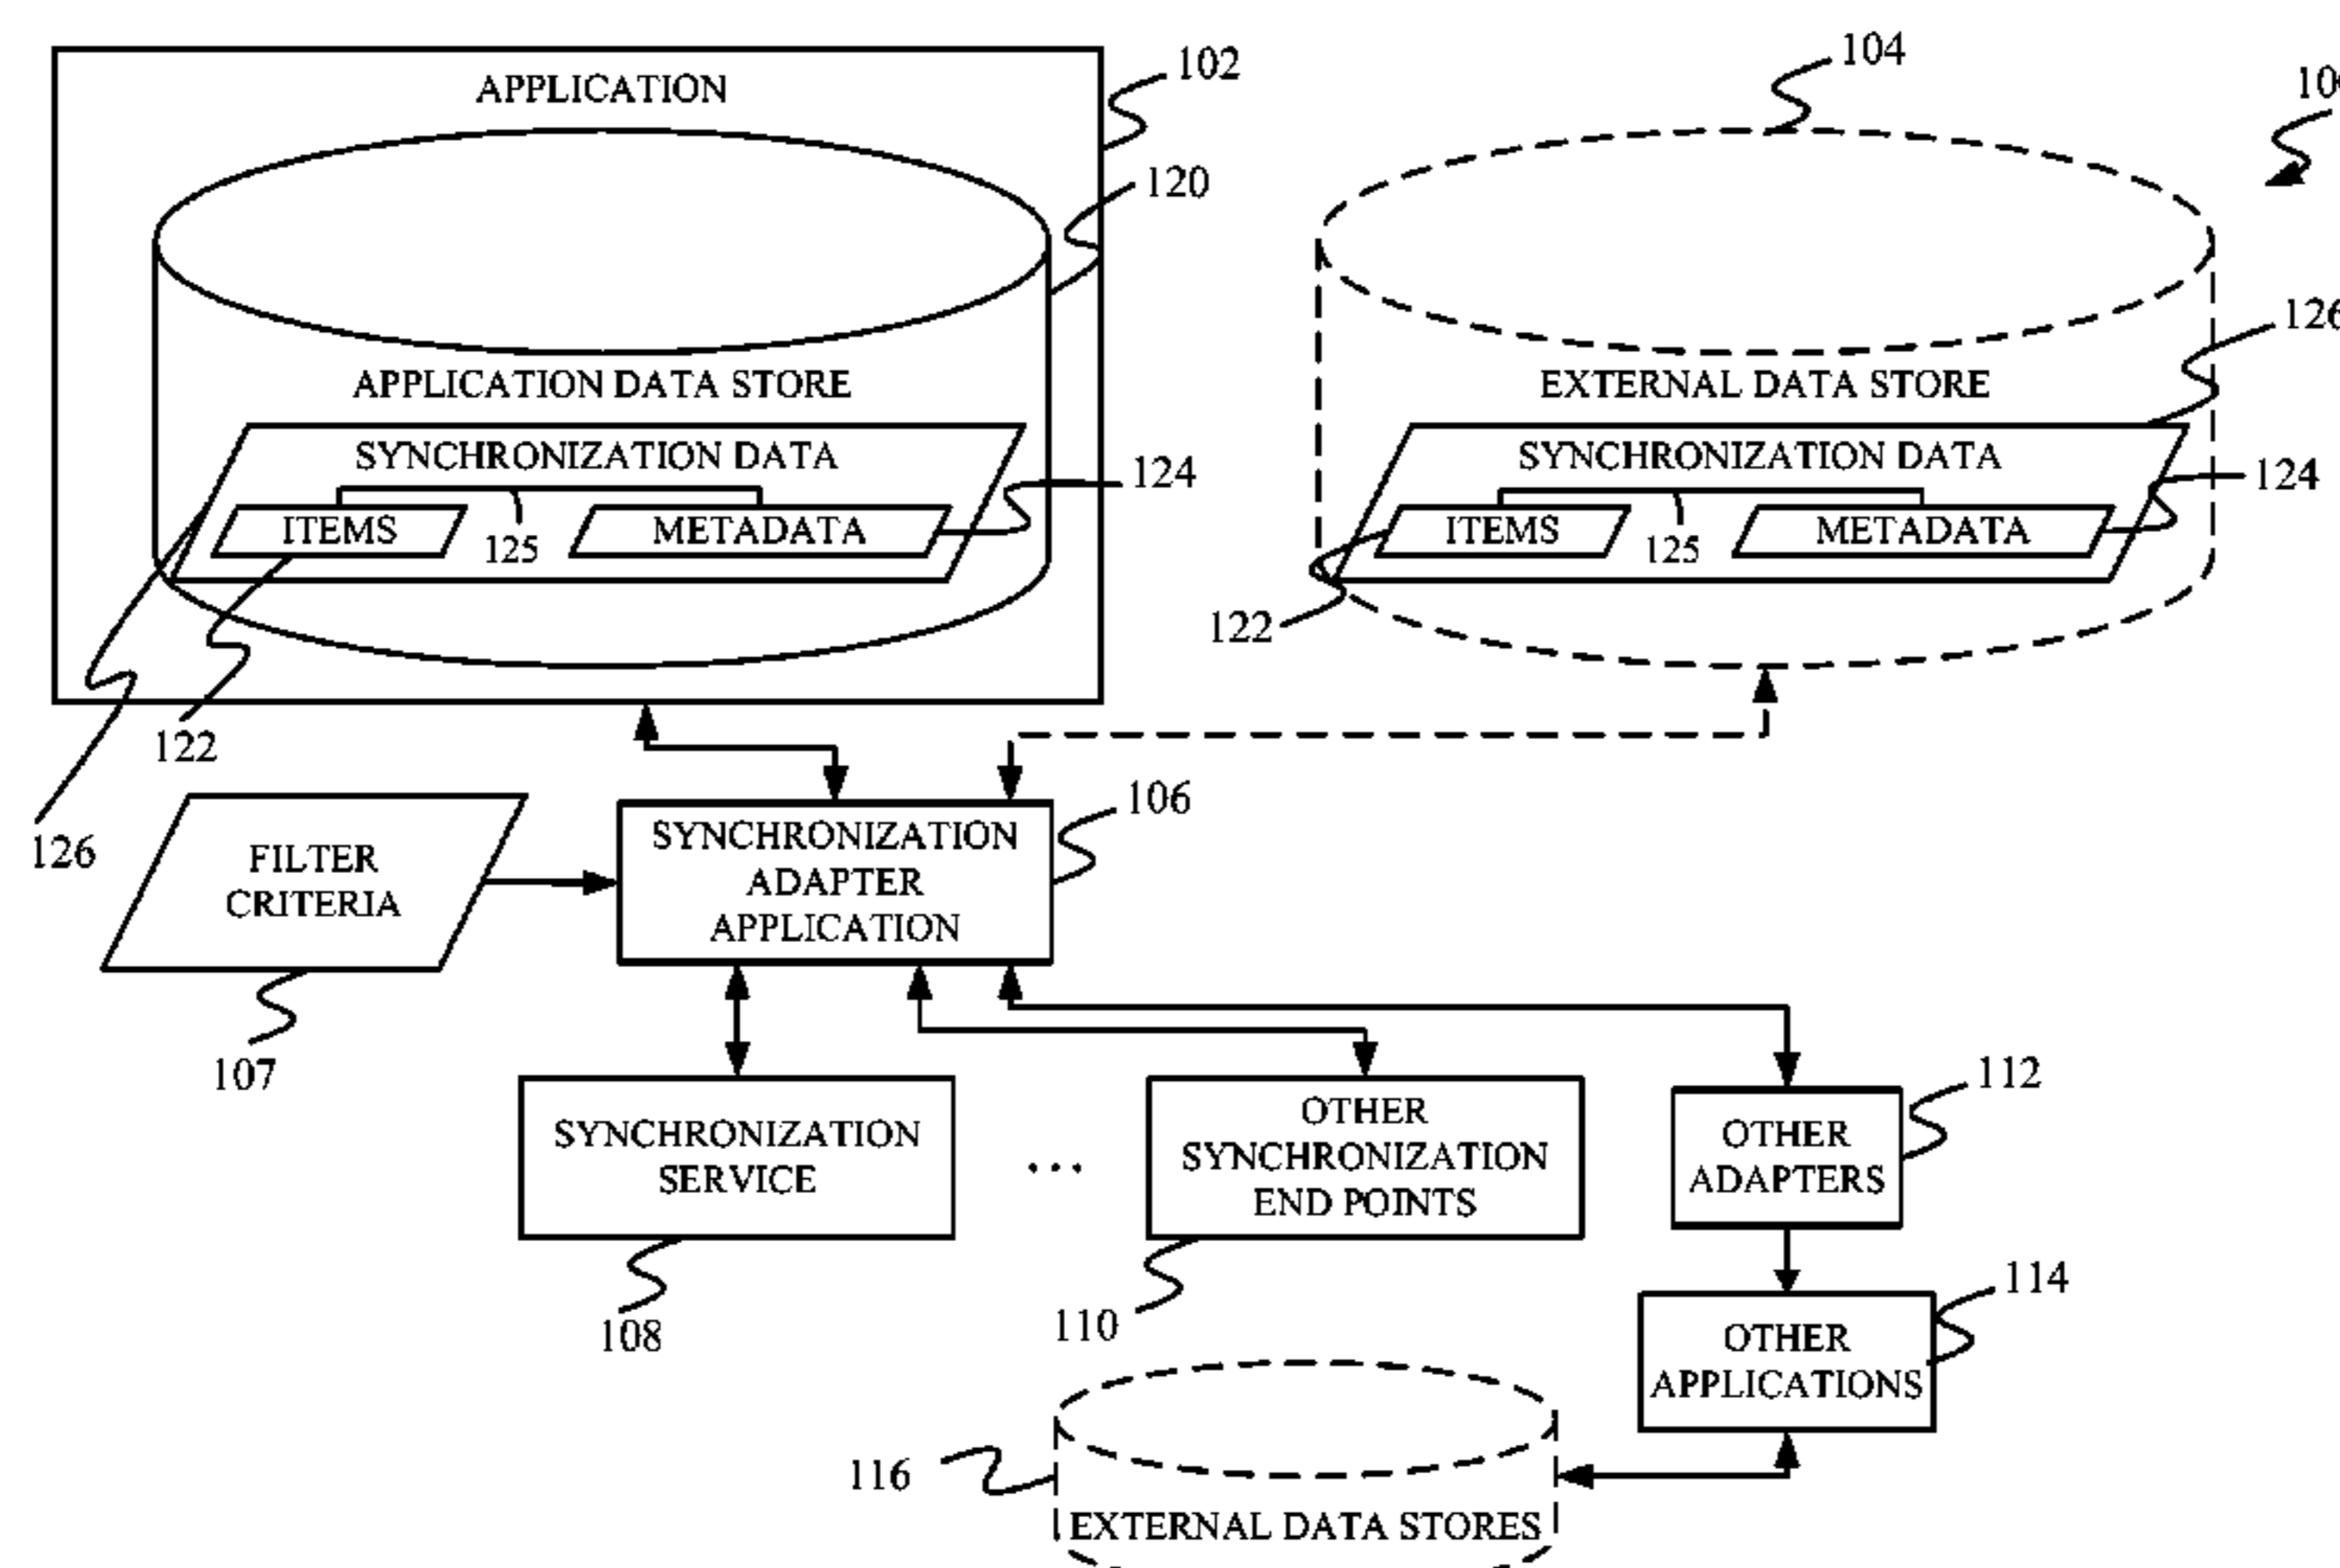 APPLICATION
102
104
10
120
APPLICATION DATA STORE
EXTERNAL DATA STORE
126
SYNCHRONIZATION DATA
SYNCHRONIZATION DATA
124
124
ITEMS
125
METADATA
ITEMS
125
METADATA
122
122
126
FILTER
CRITERIA
107
SYNCHRONIZATION
ADAPTER
APPLICATION
106
SYNCHRONIZATION
SERVICE
108
...
OTHER
SYNCHRONIZATION
END POINTS
110
OTHER
ADAPTERS
112
OTHER
APPLICATIONS
114
116
EXTERNAL DATA STORES